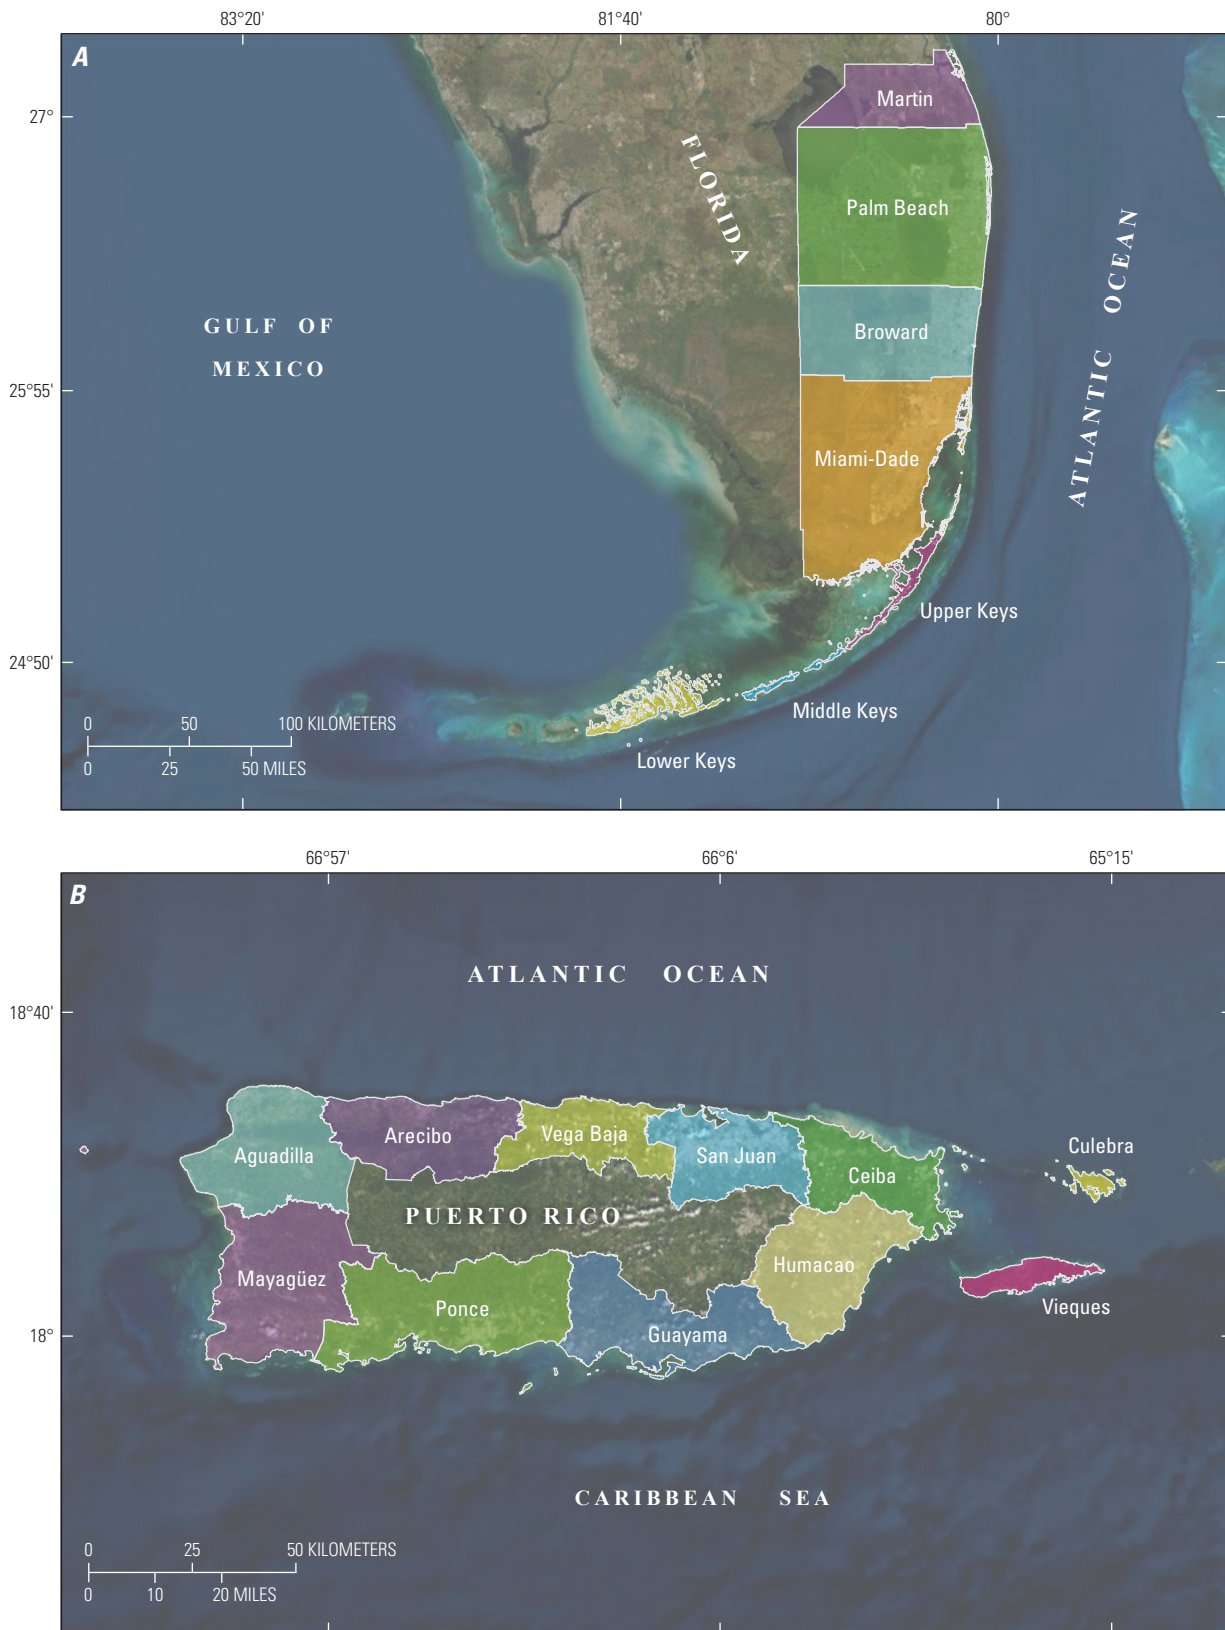 83°20'
81°40'
80°
A
27°
Martin
FLORIDA
Palm Beach
ATLANTIC OCEAN
GULF OF
MEXICO
Broward
25°55'
Miami-Dade
Upper Keys
24°50'
Middle Keys
0 50 100 KILOMETERS
0 25 50 MILES
Lower Keys
66°57'
66°6'
65°15'
B
ATLANTIC OCEAN
18°40'
Aguadilla
Arecibo
Vega Baja
San Juan
Ceiba
Culebra
PUERTO RICO
Mayagüez
Ponce
Humacao
Guayama
Vieques
18°
CARIBBEAN SEA
0 25 50 KILOMETERS
0 10 20 MILES